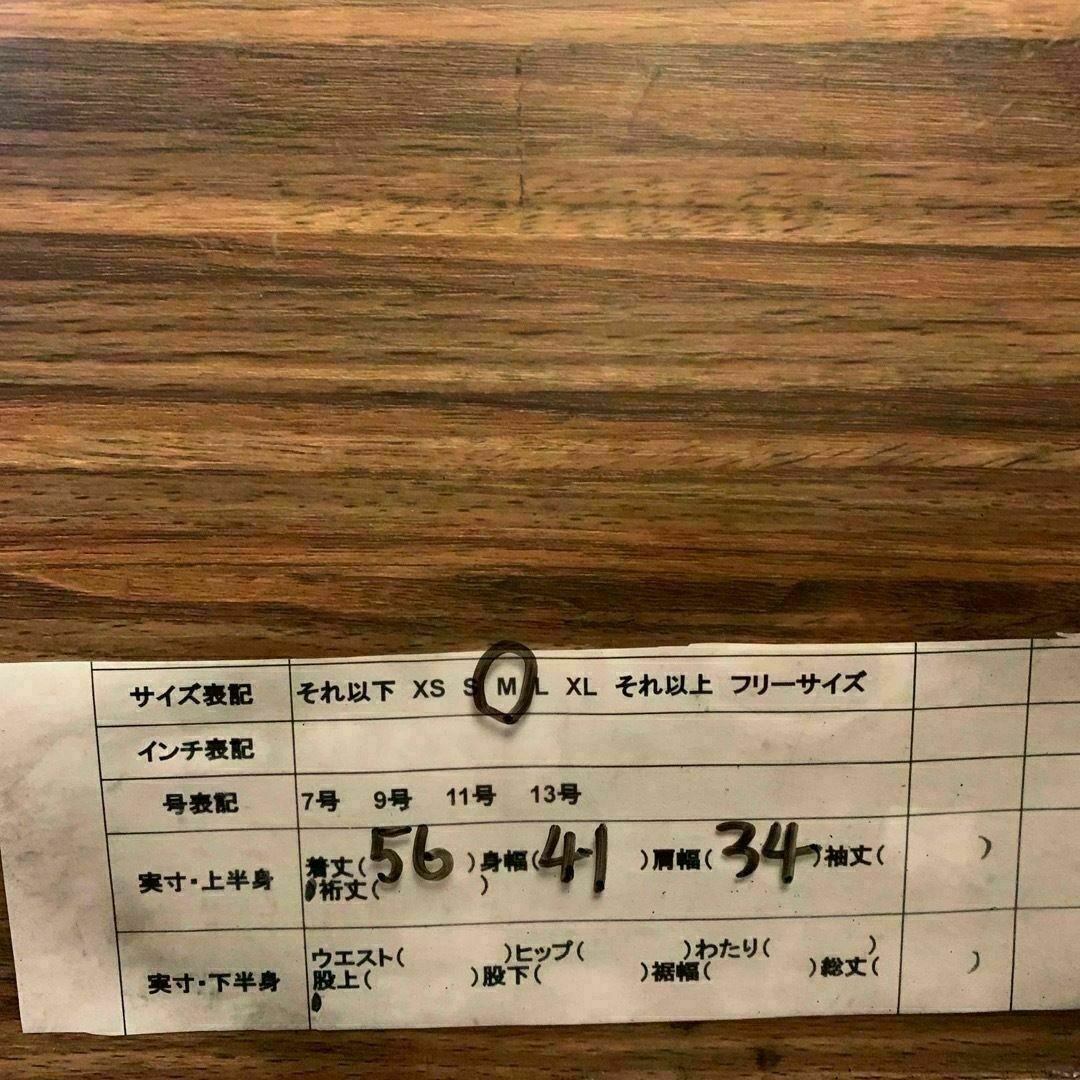 サイズ表記 それ以下 XS S M L XL それ以上 フリーサイズ
インチ表記
号表記 7号 9号 11号 13号
実寸・上半身 着丈(56)身幅(41)肩幅(34)袖丈( )
裄丈( )
実寸・下半身 ウエスト( )ヒップ( )わたり( )
股上( )股下( )裾幅( )総丈( )